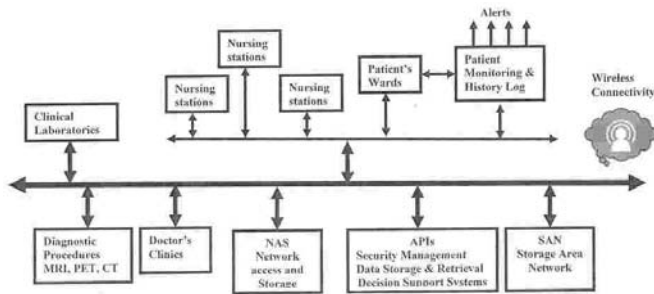 Alerts
Nursing
stations
Nursing
stations
Nursing
stations
Patient's
Wards
Patient
Monitoring &
History Log
Wireless
Connectivity
Clinical
Laboratories
Diagnostic
Procedures
MRI, PET, CT
Doctor's
Clinics
NAS
Network
access and
Storage
APIs
Security Management
Data Storage & Retrieval
Decision Support Systems
SAN
Storage Area
Network